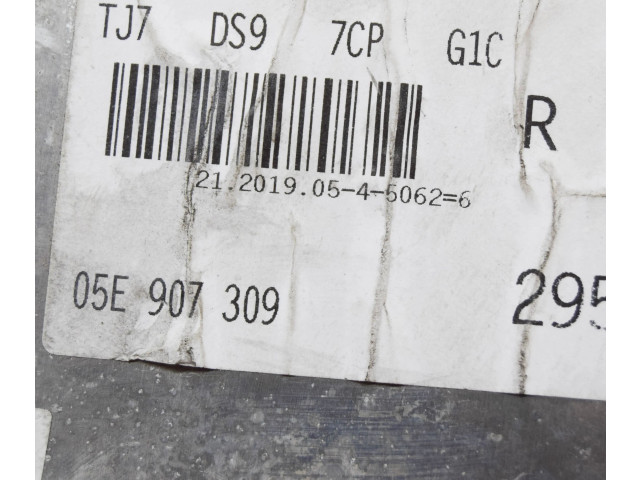 TJ7 DS9 7CP G1C
R
21.2019.05-4-5062=6
05E 907 309 295